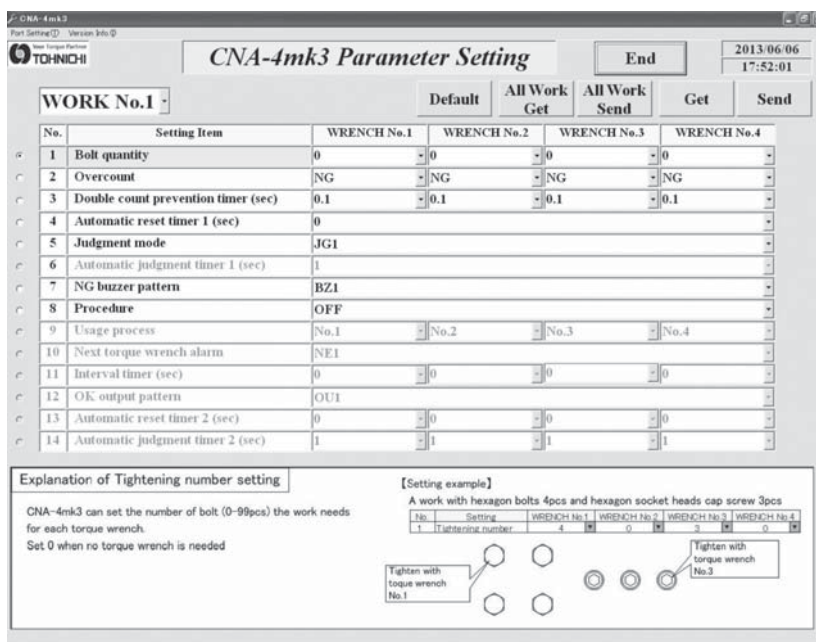 CNA-4mk3
Port Setting① Version Info②
Your Torque Partner
TOHNICHI
CNA-4mk3 Parameter Setting
End
2013/06/06
17:52:01
WORK No.1
Default
All Work Get
All Work Send
Get
Send
No. Setting Item WRENCH No.1 WRENCH No.2 WRENCH No.3 WRENCH No.4
1 Bolt quantity 0 0 0 0
2 Overcount NG NG NG NG
3 Double count prevention timer (sec) 0.1 0.1 0.1 0.1
4 Automatic reset timer 1 (sec) 0
5 Judgment mode JG1
6 Automatic judgment timer 1 (sec) 1
7 NG buzzer pattern BZ1
8 Procedure OFF
9 Usage process No.1 No.2 No.3 No.4
10 Next torque wrench alarm NE1
11 Interval timer (sec) 0 0 0 0
12 OK output pattern OU1
13 Automatic reset timer 2 (sec) 0 0 0 0
14 Automatic judgment timer 2 (sec) 1 1 1 1
Explanation of Tightening number setting
CNA-4mk3 can set the number of bolt (0-99pcs) the work needs
for each torque wrench.
Set 0 when no torque wrench is needed
【Setting example】
A work with hexagon bolts 4pcs and hexagon socket heads cap screw 3pcs
No. Setting WRENCH No.1 WRENCH No.2 WRENCH No.3 WRENCH No.4
1 Tightening number 4 0 3 0
Tighten with
toque wrench
No.1
Tighten with
torque wrench
No.3